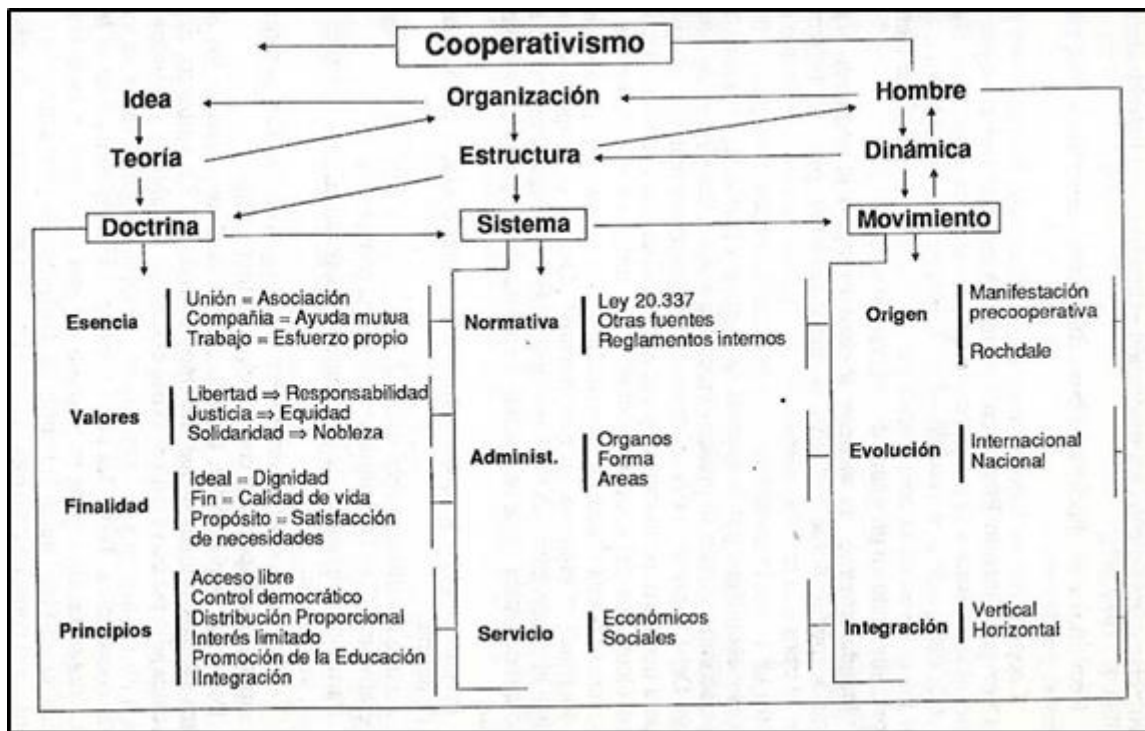 Cooperativismo
Idea
Organización
Hombre
Teoría
Estructura
Dinámica
Doctrina
Sistema
Movimiento
Esencia
Unión = Asociación
Compañia = Ayuda mutua
Trabajo = Esfuerzo propio
Valores
Libertad ⇒ Responsabilidad
Justicia ⇒ Equidad
Solidaridad ⇒ Nobleza
Finalidad
Ideal = Dignidad
Fin = Calidad de vida
Propósito = Satisfacción
de necesidades
Principios
Acceso libre
Control democrático
Distribución Proporcional
Interés limitado
Promoción de la Educación
IIntegración
Normativa
Ley 20.337
Otras fuentes
Reglamentos internos
Administ.
Organos
Forma
Areas
Servicio
Económicos
Sociales
Origen
Manifestación
precooperativa
Rochdale
Evolución
Internacional
Nacional
Integración
Vertical
Horizontal